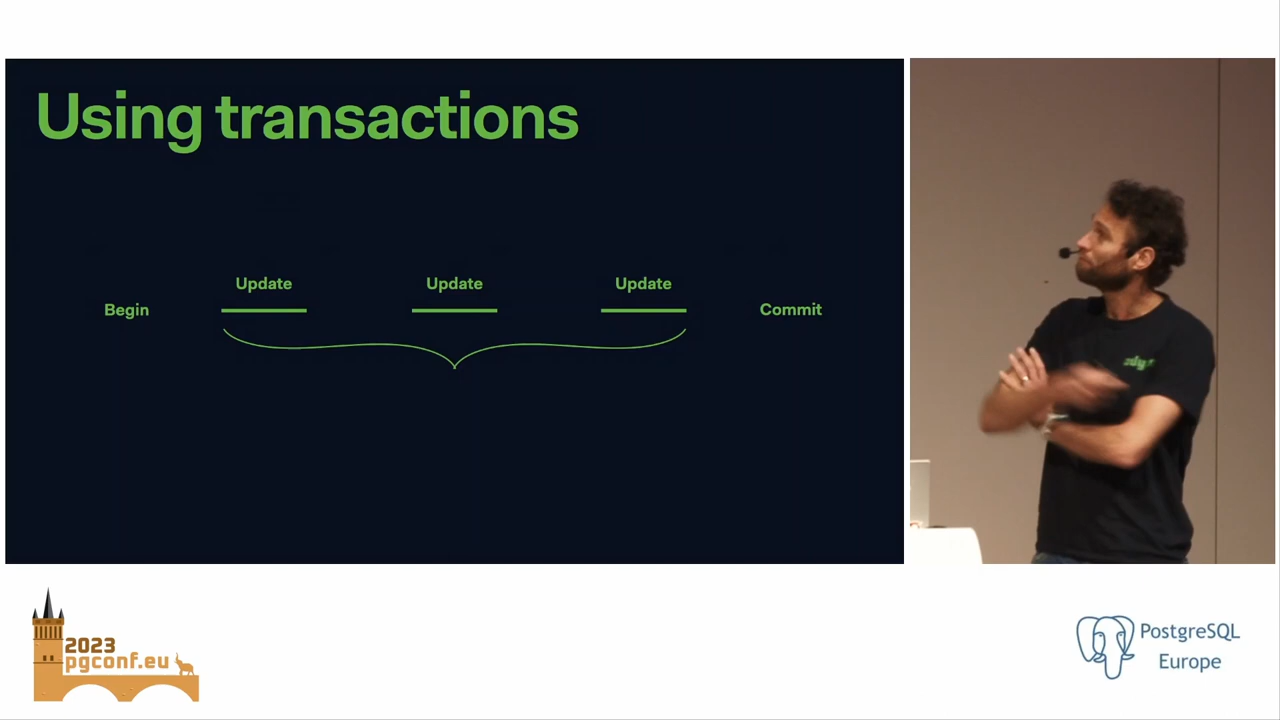 Using transactions
Update Update Update
Begin Commit
2023
pgconf.eu
PostgreSQL
Europe